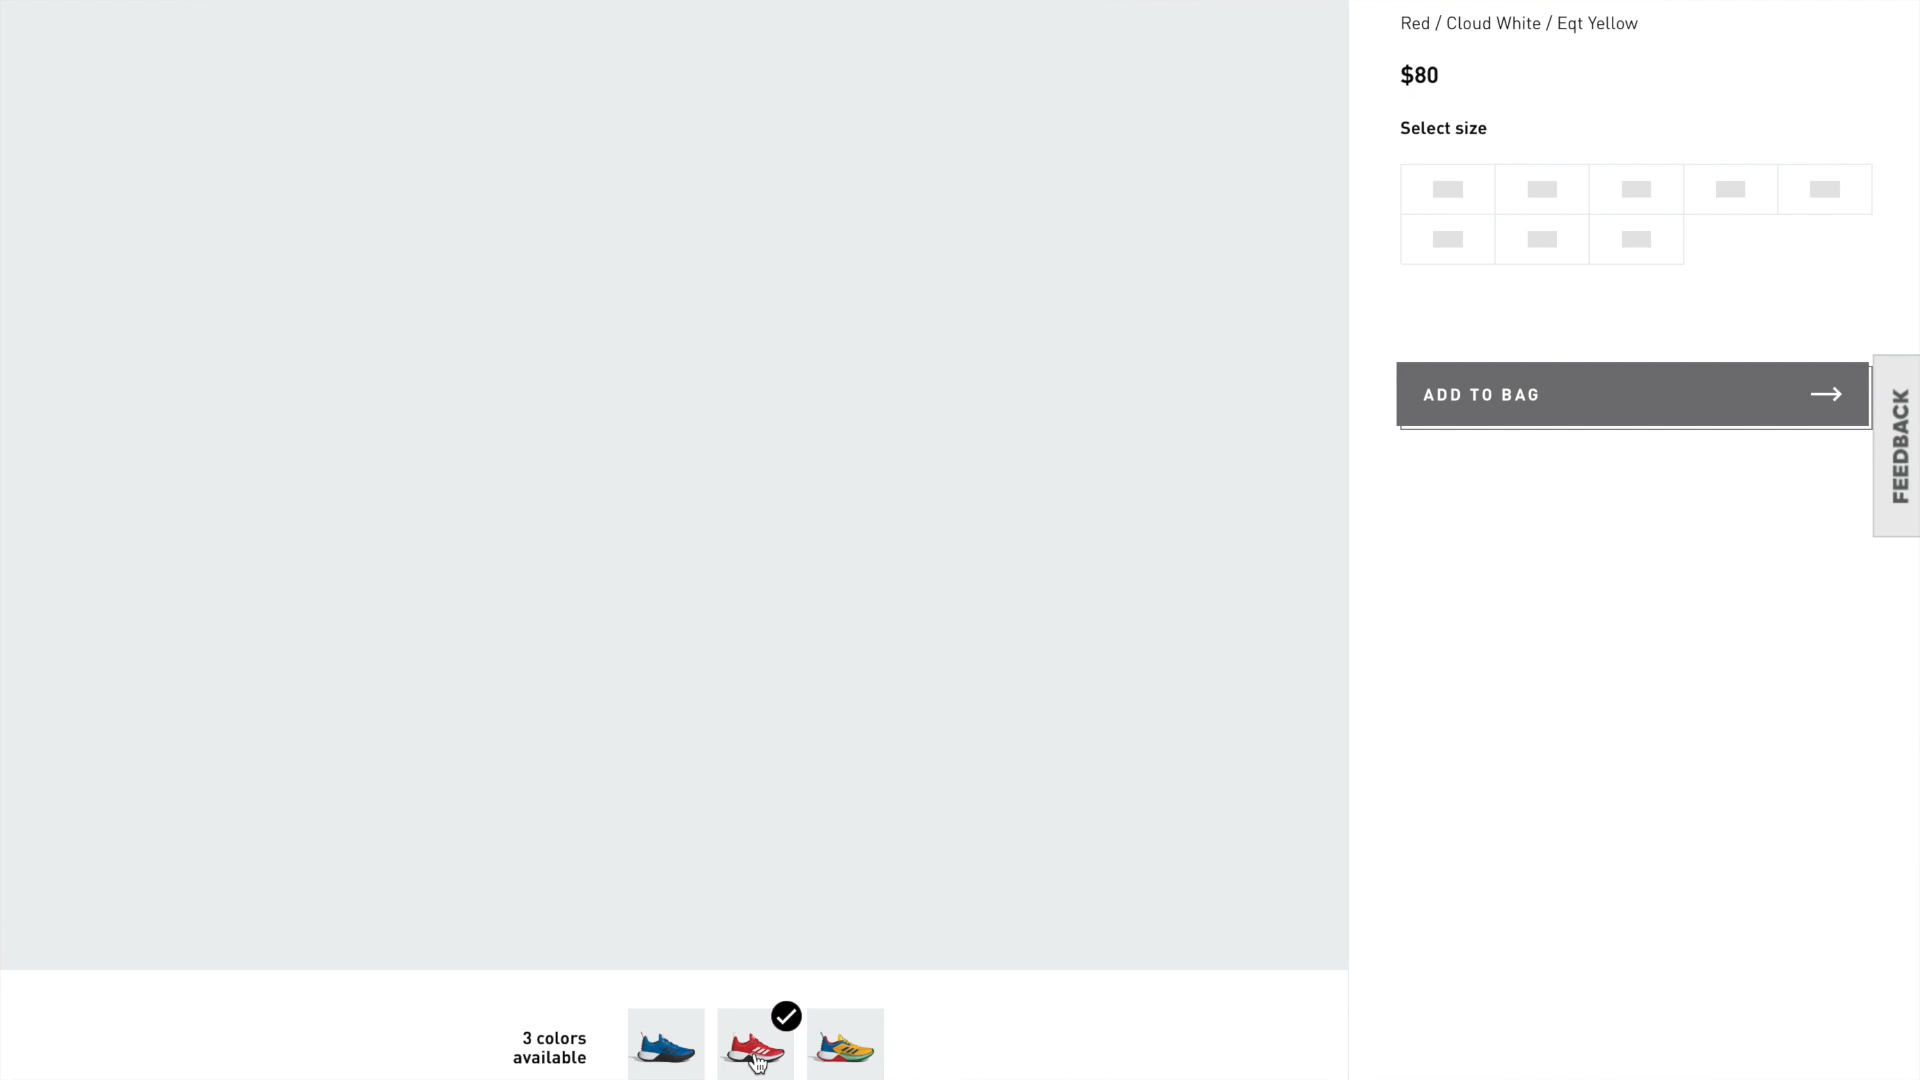 Red / Cloud White / Eqt Yellow
$80
Select size
ADD TO BAG
FEEDBACK
3 colors
available